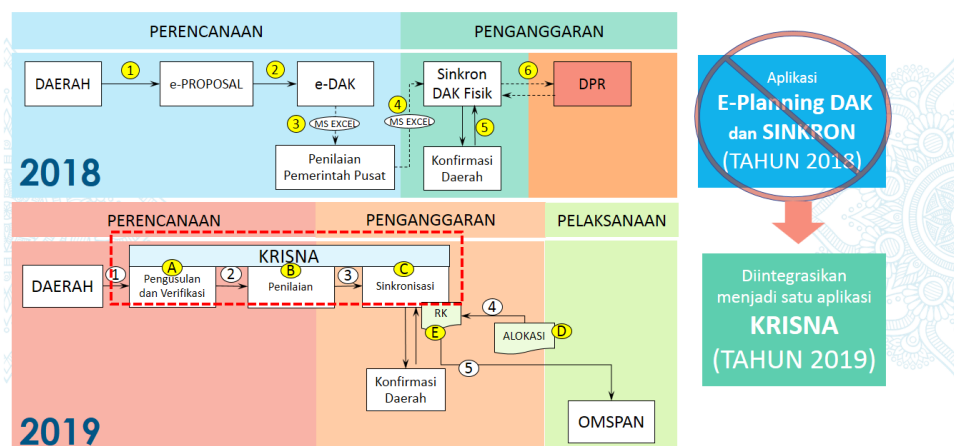 PERENCANAAN
PENGANGGARAN
DAERAH
1
e-PROPOSAL
2
e-DAK
3
MS EXCEL
Penilaian
Pemerintah Pusat
4
MS EXCEL
Sinkron
DAK Fisik
5
Konfirmasi
Daerah
6
DPR
2018
PERENCANAAN
PENGANGGARAN
PELAKSANAAN
KRISNA
DAERAH
1
A
Pengusulan
dan Verifikasi
2
B
Penilaian
3
C
Sinkronisasi
RK
E
4
ALOKASI
D
5
Konfirmasi
Daerah
OMSPAN
2019
Aplikasi
E-Planning DAK
dan SINKRON
(TAHUN 2018)
Diintegrasikan
menjadi satu aplikasi
KRISNA
(TAHUN 2019)